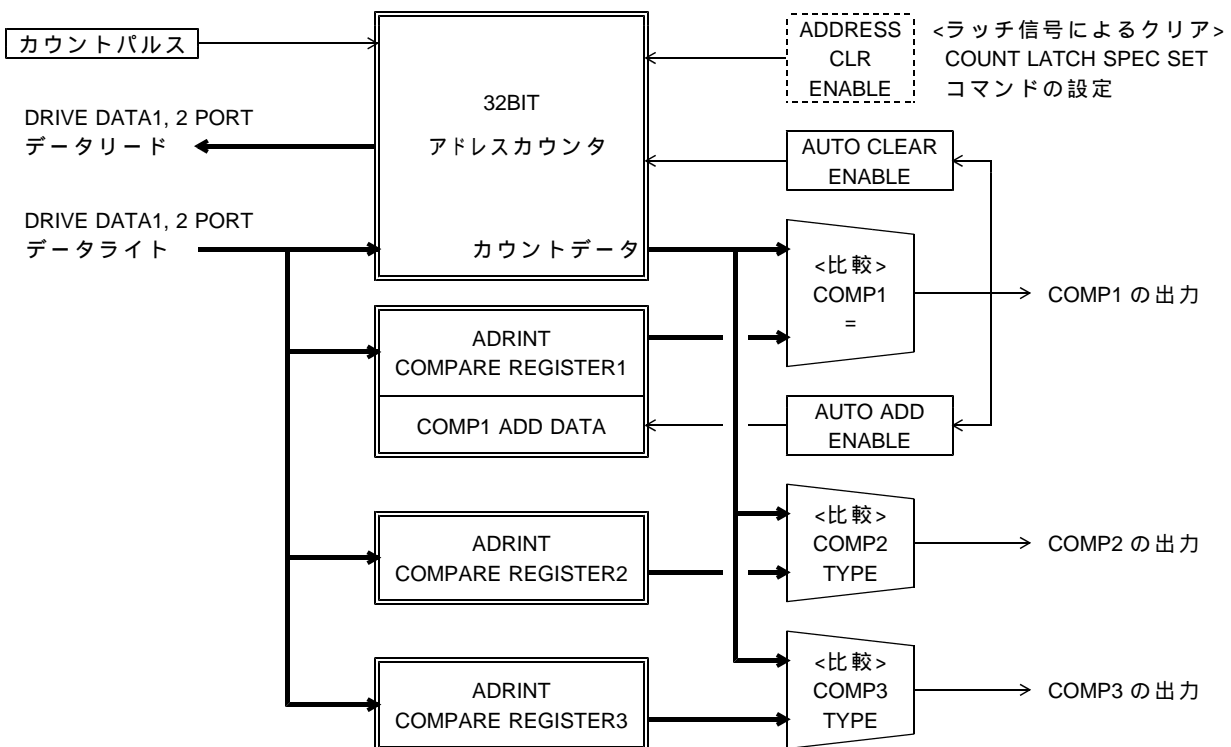 カウントパルス
32BIT
アドレスカウンタ
カウントデータ
ADDRESS
CLR
ENABLE
<ラッチ信号によるクリア>
COUNT LATCH SPEC SET
コマンドの設定
DRIVE DATA1, 2 PORT
データリード
AUTO CLEAR
ENABLE
DRIVE DATA1, 2 PORT
データライト
<比較>
COMP1
=
COMP1 の出力
ADRINT
COMPARE REGISTER1
COMP1 ADD DATA
AUTO ADD
ENABLE
ADRINT
COMPARE REGISTER2
<比較>
COMP2
TYPE
COMP2 の出力
ADRINT
COMPARE REGISTER3
<比較>
COMP3
TYPE
COMP3 の出力